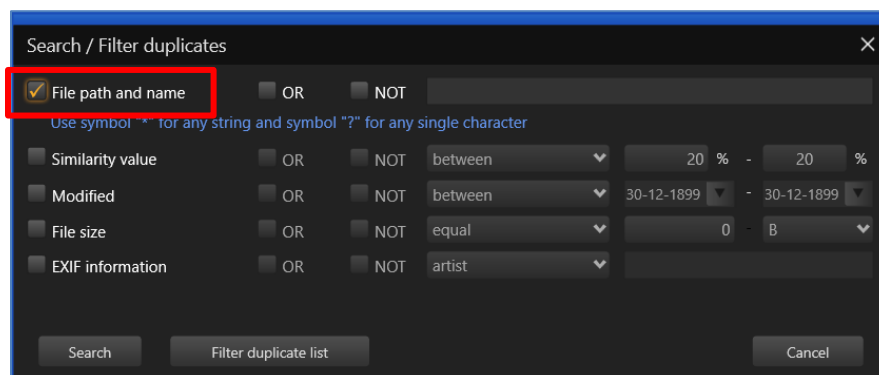 Search / Filter duplicates
File path and name OR NOT
Use symbol "*" for any string and symbol "?" for any single character
Similarity value OR NOT between 20 % - 20 %
Modified OR NOT between 30-12-1899 - 30-12-1899
File size OR NOT equal 0 - B
EXIF information OR NOT artist
Search Filter duplicate list Cancel